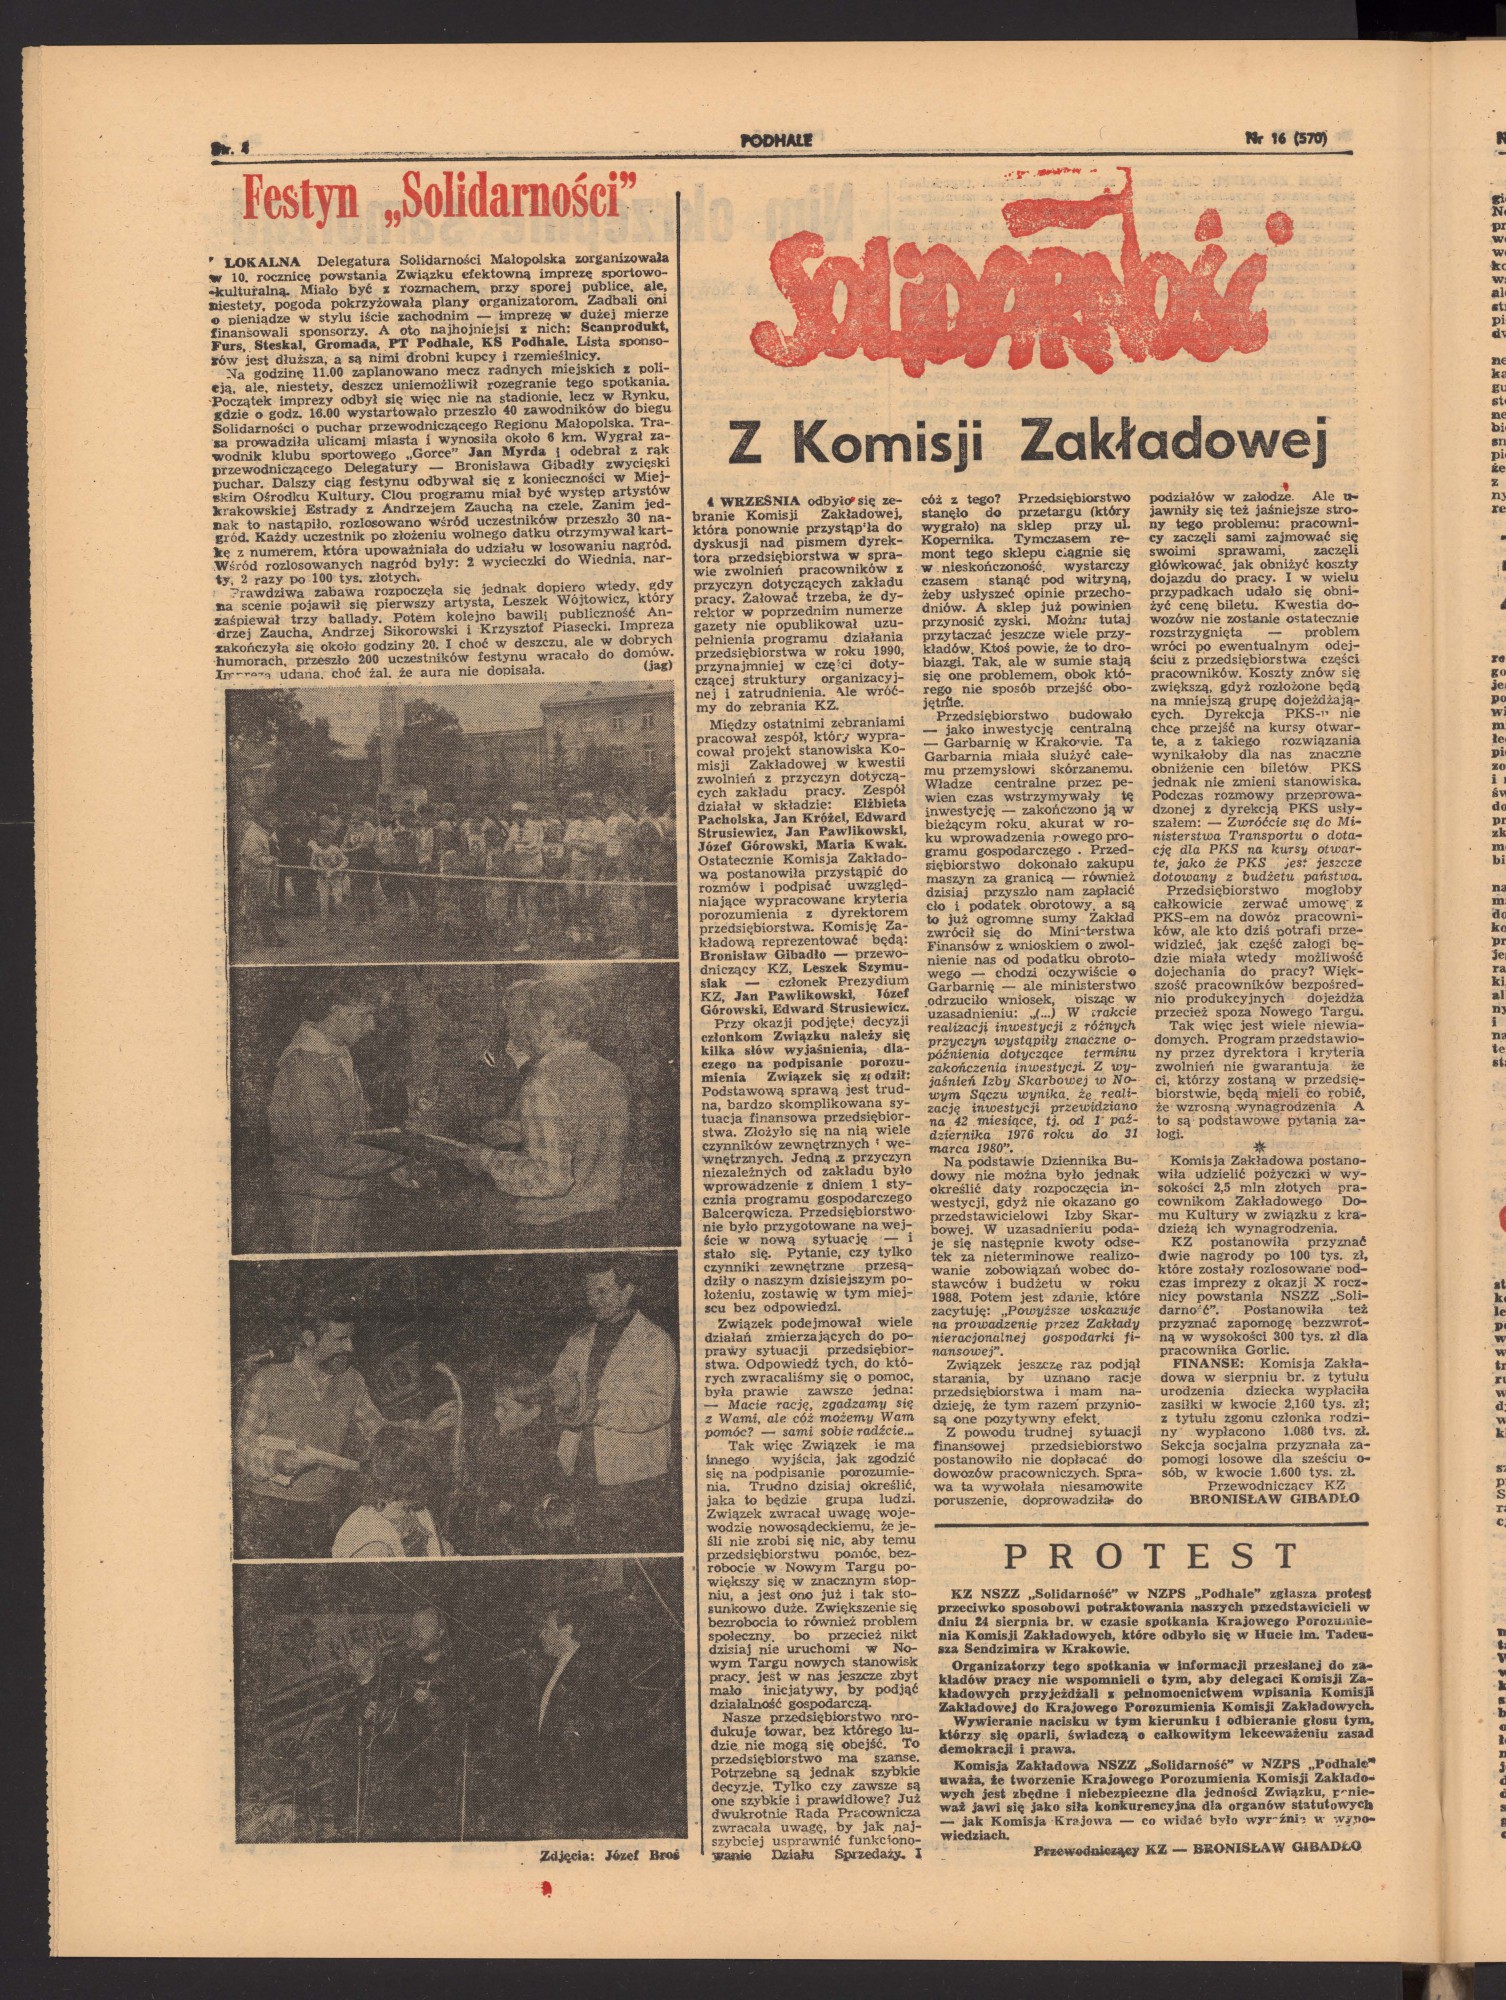 Str. 4
PODHALE
Nr 16 (570)
Festyn „Solidarności”
LOKALNA Delegatura Solidarności Małopolska zorganizowała
w 10. rocznicę powstania Związku efektowną imprezę sportowo-
-kulturalną. Miało być z rozmachem, przy sporej publice, ale,
niestety, pogoda pokrzyżowała plany organizatorom. Zadbali oni
o pieniądze w stylu iście zachodnim — imprezę w dużej mierze
finansowali sponsorzy. A oto najhojniejsi z nich: Scanprodukt,
Furs, Steskal, Gromada, PT Podhale, KS Podhale. Lista sponso-
rów jest dłuższa, a są nimi drobni kupcy i rzemieślnicy.
Na godzinę 11.00 zaplanowano mecz radnych miejskich z poli-
cją, ale, niestety, deszcz uniemożliwił rozegranie tego spotkania.
Początek imprezy odbył się więc nie na stadionie, lecz w Rynku,
gdzie o godz. 16.00 wystartowało przeszło 40 zawodników do biegu
Solidarności o puchar przewodniczącego Regionu Małopolska. Tra-
sa prowadziła ulicami miasta i wynosiła około 6 km. Wygrał za-
wodnik klubu sportowego „Gorce” Jan Myrda i odebrał z rąk
przewodniczącego Delegatury — Bronisława Gibadły zwycięski
puchar. Dalszy ciąg festynu odbywał się z konieczności w Miej-
skim Ośrodku Kultury. Clou programu miał być występ artystów
krakowskiej Estrady z Andrzejem Zauchą na czele. Zanim jed-
nak to nastąpiło, rozlosowano wśród uczestników przeszło 30 na-
gród. Każdy uczestnik po złożeniu wolnego datku otrzymywał kart-
kę z numerem, która upoważniała do udziału w losowaniu nagród.
Wśród rozlosowanych nagród były: 2 wycieczki do Wiednia, nar-
ty, 2 razy po 100 tys. złotych.
Prawdziwa zabawa rozpoczęła się jednak dopiero wtedy, gdy
na scenie pojawił się pierwszy artysta, Leszek Wójtowicz, który
zaśpiewał trzy ballady. Potem kolejno bawili publiczność An-
drzej Zaucha, Andrzej Sikorowski i Krzysztof Piasecki. Impreza
zakończyła się około godziny 20. I choć w deszczu, ale w dobrych
humorach, przeszło 200 uczestników festynu wracało do domów.
Impreza udana, choć żal, że aura nie dopisała. (jag)
Zdjęcia: Józef Broś
Solidarność
Z Komisji Zakładowej
4 WRZEŚNIA odbyło się ze-
branie Komisji Zakładowej,
która ponownie przystąpiła do
dyskusji nad pismem dyrek-
tora przedsiębiorstwa w spra-
wie zwolnień pracowników z
przyczyn dotyczących zakładu
pracy. Żałować trzeba, że dy-
rektor w poprzednim numerze
gazety nie opublikował uzu-
pełnienia programu działania
przedsiębiorstwa w roku 1990,
przynajmniej w części doty-
czącej struktury organizacyj-
nej i zatrudnienia. Ale wróć-
my do zebrania KZ.
Między ostatnimi zebraniami
pracował zespół, który wypra-
cował projekt stanowiska Ko-
misji Zakładowej w kwestii
zwolnień z przyczyn dotyczą-
cych zakładu pracy. Zespół
działał w składzie: Elżbieta
Pacholska, Jan Króżel, Edward
Strusiewicz, Jan Pawlikowski,
Józef Górowski, Maria Kwak.
Ostatecznie Komisja Zakłado-
wa postanowiła przystąpić do
rozmów i podpisać uwzględ-
niające wypracowane kryteria
porozumienia z dyrektorem
przedsiębiorstwa. Komisję Za-
kładową reprezentować będą:
Bronisław Gibadło — przewo-
dniczący KZ, Leszek Szymu-
siak — członek Prezydium
KZ, Jan Pawlikowski, Józef
Górowski, Edward Strusiewicz.
Przy okazji podjętej decyzji
członkom Związku należy się
kilka słów wyjaśnienia, dla-
czego na podpisanie porozu-
mienia Związek się zgodził:
Podstawową sprawą jest trud-
na, bardzo skomplikowana sy-
tuacja finansowa przedsiębior-
stwa. Złożyło się na nią wiele
czynników zewnętrznych i we-
wnętrznych. Jedną z przyczyn
niezależnych od zakładu było
wprowadzenie z dniem 1 sty-
cznia programu gospodarczego
Balcerowicza. Przedsiębiorstwo
nie było przygotowane na wej-
ście w nową sytuację — i
stało się. Pytanie, czy tylko
czynniki zewnętrzne przesą-
dziły o naszym dzisiejszym po-
łożeniu, zostawię w tym miej-
scu bez odpowiedzi.
Związek podejmował wiele
działań zmierzających do po-
prawy sytuacji przedsiębior-
stwa. Odpowiedź tych, do któ-
rych zwracaliśmy się o pomoc,
była prawie zawsze jedna:
— Macie rację, zgadzamy się
z Wami, ale cóż możemy Wam
pomóc? — sami sobie radźcie...
Tak więc Związek ie ma
innego wyjścia, jak zgodzić
się na podpisanie porozumie-
nia. Trudno dzisiaj określić,
jaka to będzie grupa ludzi.
Związek zwracał uwagę woje-
wodzie nowosądeckiemu, że je-
śli nie zrobi się nic, aby temu
przedsiębiorstwu pomóc, bez-
robocie w Nowym Targu po-
większy się w znacznym stop-
niu, a jest ono już i tak sto-
sunkowo duże. Zwiększenie się
bezrobocia to również problem
społeczny, bo przecież nikt
dzisiaj nie uruchomi w No-
wym Targu nowych stanowisk
pracy, jest w nas jeszcze zbyt
mało inicjatywy, by podjąć
działalność gospodarczą.
Nasze przedsiębiorstwo pro-
dukuje towar, bez którego lu-
dzie nie mogą się obejść. To
przedsiębiorstwo ma szanse.
Potrzebne są jednak szybkie
decyzje. Tylko czy zawsze są
one szybkie i prawidłowe? Już
dwukrotnie Rada Pracownicza
zwracała uwagę, by jak naj-
szybciej usprawnić funkcjono-
wanie Działu Sprzedaży. I
cóż z tego? Przedsiębiorstwo
stanęło do przetargu (który
wygrało) na sklep przy ul.
Kopernika. Tymczasem re-
mont tego sklepu ciągnie się
w nieskończoność, wystarczy
czasem stanąć pod witryną,
żeby usłyszeć opinie przecho-
dniów. A sklep już powinien
przynosić zyski. Można tutaj
przytaczać jeszcze wiele przy-
kładów. Ktoś powie, że to dro-
biazgi. Tak, ale w sumie stają
się one problemem, obok któ-
rego nie sposób przejść obo-
jętnie.
Przedsiębiorstwo budowało
— jako inwestycję centralną
— Garbarnię w Krakowie. Ta
Garbarnia miała służyć całe-
mu przemysłowi skórzanemu.
Władze centralne przez pe-
wien czas wstrzymywały tę
inwestycję — zakończono ją w
bieżącym roku, akurat w ro-
ku wprowadzenia nowego pro-
gramu gospodarczego. Przed-
siębiorstwo dokonało zakupu
maszyn za granicą — również
dzisiaj przyszło nam zapłacić
cło i podatek obrotowy, a są
to już ogromne sumy Zakład
zwrócił się do Ministerstwa
Finansów z wnioskiem o zwol-
nienie nas od podatku obroto-
wego — chodzi oczywiście o
Garbarnię — ale ministerstwo
odrzuciło wniosek, pisząc w
uzasadnieniu: „(...) W trakcie
realizacji inwestycji z różnych
przyczyn wystąpiły znaczne o-
późnienia dotyczące terminu
zakończenia inwestycji. Z wy-
jaśnień Izby Skarbowej w No-
wym Sączu wynika, że reali-
zację inwestycji przewidziano
na 42 miesiące, tj. od 1 paź-
dziernika 1976 roku do 31
marca 1980”.
Na podstawie Dziennika Bu-
dowy nie można było jednak
określić daty rozpoczęcia in-
westycji, gdyż nie okazano go
przedstawicielowi Izby Skar-
bowej. W uzasadnieniu poda-
je się następnie kwoty odse-
tek za nieterminowe realizo-
wanie zobowiązań wobec do-
stawców i budżetu w roku
1988. Potem jest zdanie, które
zacytuję: „Powyższe wskazuje
na prowadzenie przez Zakłady
nieracjonalnej gospodarki fi-
nansowej”.
Związek jeszcze raz podjął
starania, by uznano racje
przedsiębiorstwa i mam na-
dzieję, że tym razem przynio-
są one pozytywny efekt.
Z powodu trudnej sytuacji
finansowej przedsiebiorstwo
postanowiło nie dopłacać do
dowozów pracowniczych. Spra-
wa ta wywołała niesamowite
poruszenie, doprowadziła do
podziałów w załodze. Ale u-
jawniły się też jaśniejsze stro-
ny tego problemu: pracowni-
cy zaczęli sami zajmować się
swoimi sprawami, zaczęli
główkować, jak obniżyć koszty
dojazdu do pracy. I w wielu
przypadkach udało się obni-
żyć cenę biletu. Kwestia do-
wozów nie zostanie ostatecznie
rozstrzygnięta — problem
wróci po ewentualnym odej-
ściu z przedsiębiorstwa części
pracowników. Koszty znów się
zwiększą, gdyż rozłożone będą
na mniejszą grupę dojeżdżają-
cych. Dyrekcja PKS-u nie
chce przejść na kursy otwar-
te, a z takiego rozwiązania
wynikałoby dla nas znaczne
obniżenie cen biletów. PKS
jednak nie zmieni stanowiska.
Podczas rozmowy przeprowa-
dzonej z dyrekcją PKS usły-
szałem: — Zwróćcie się do Mi-
nisterstwa Transportu o dota-
cję dla PKS na kursy otwar-
te, jako że PKS jest jeszcze
dotowany z budżetu państwa.
Przedsiębiorstwo mogłoby
całkowicie zerwać umowę z
PKS-em na dowóz pracowni-
ków, ale kto dziś potrafi prze-
widzieć, jak część załogi bę-
dzie miała wtedy możliwość
dojechania do pracy? Więk-
szość pracowników bezpośred-
nio produkcyjnych dojeżdża
przecież spoza Nowego Targu.
Tak więc jest wiele niewia-
domych. Program przedstawio-
ny przez dyrektora i kryteria
zwolnień nie gwarantują że
ci, którzy zostaną w przedsię-
biorstwie, będą mieli co robić,
że wzrosną wynagrodzenia A
to są podstawowe pytania za-
łogi.
*
Komisja Zakładowa postano-
wiła udzielić pożyczki w wy-
sokości 2,5 mln złotych pra-
cownikom Zakładowego Do-
mu Kultury w związku z kra-
dzieżą ich wynagrodzenia.
KZ postanowiła przyznać
dwie nagrody po 100 tys. zł,
które zostały rozlosowane pod-
czas imprezy z okazji X rocz-
nicy powstania NSZZ „Soli-
darność”. Postanowiła też
przyznać zapomogę bezzwrot-
ną w wysokości 300 tys. zł dla
pracownika Gorlic.
FINANSE: Komisja Zakła-
dowa w sierpniu br. z tytułu
urodzenia dziecka wypłaciła
zasiłki w kwocie 2,160 tys. zł;
z tytułu zgonu członka rodzi-
ny wypłacono 1.080 tys. zł.
Sekcja socjalna przyznała za-
pomogi losowe dla sześciu o-
sób, w kwocie 1.600 tys. zł.
Przewodniczący KZ
BRONISŁAW GIBADŁO
PROTEST
KZ NSZZ „Solidarność” w NZPS „Podhale” zgłasza protest
przeciwko sposobowi potraktowania naszych przedstawicieli w
dniu 24 sierpnia br. w czasie spotkania Krajowego Porozumie-
nia Komisji Zakładowych, które odbyło się w Hucie im. Tadeu-
sza Sendzimira w Krakowie.
Organizatorzy tego spotkania w informacji przesłanej do za-
kładów pracy nie wspomnieli o tym, aby delegaci Komisji Za-
kładowych przyjeżdżali z pełnomocnictwem wpisania Komisji
Zakładowej do Krajowego Porozumienia Komisji Zakładowych.
Wywieranie nacisku w tym kierunku i odbieranie głosu tym,
którzy się oparli, świadczą o całkowitym lekceważeniu zasad
demokracji i prawa.
Komisja Zakładowa NSZZ „Solidarność” w NZPS „Podhale”
uważa, że tworzenie Krajowego Porozumienia Komisji Zakłado-
wych jest zbędne i niebezpieczne dla jedności Związku, ponie-
waż jawi się jako siła konkurencyjna dla organów statutowych
— jak Komisja Krajowa — co widać było wyraźnie w wypo-
wiedziach.
Przewodniczący KZ — BRONISŁAW GIBADŁO